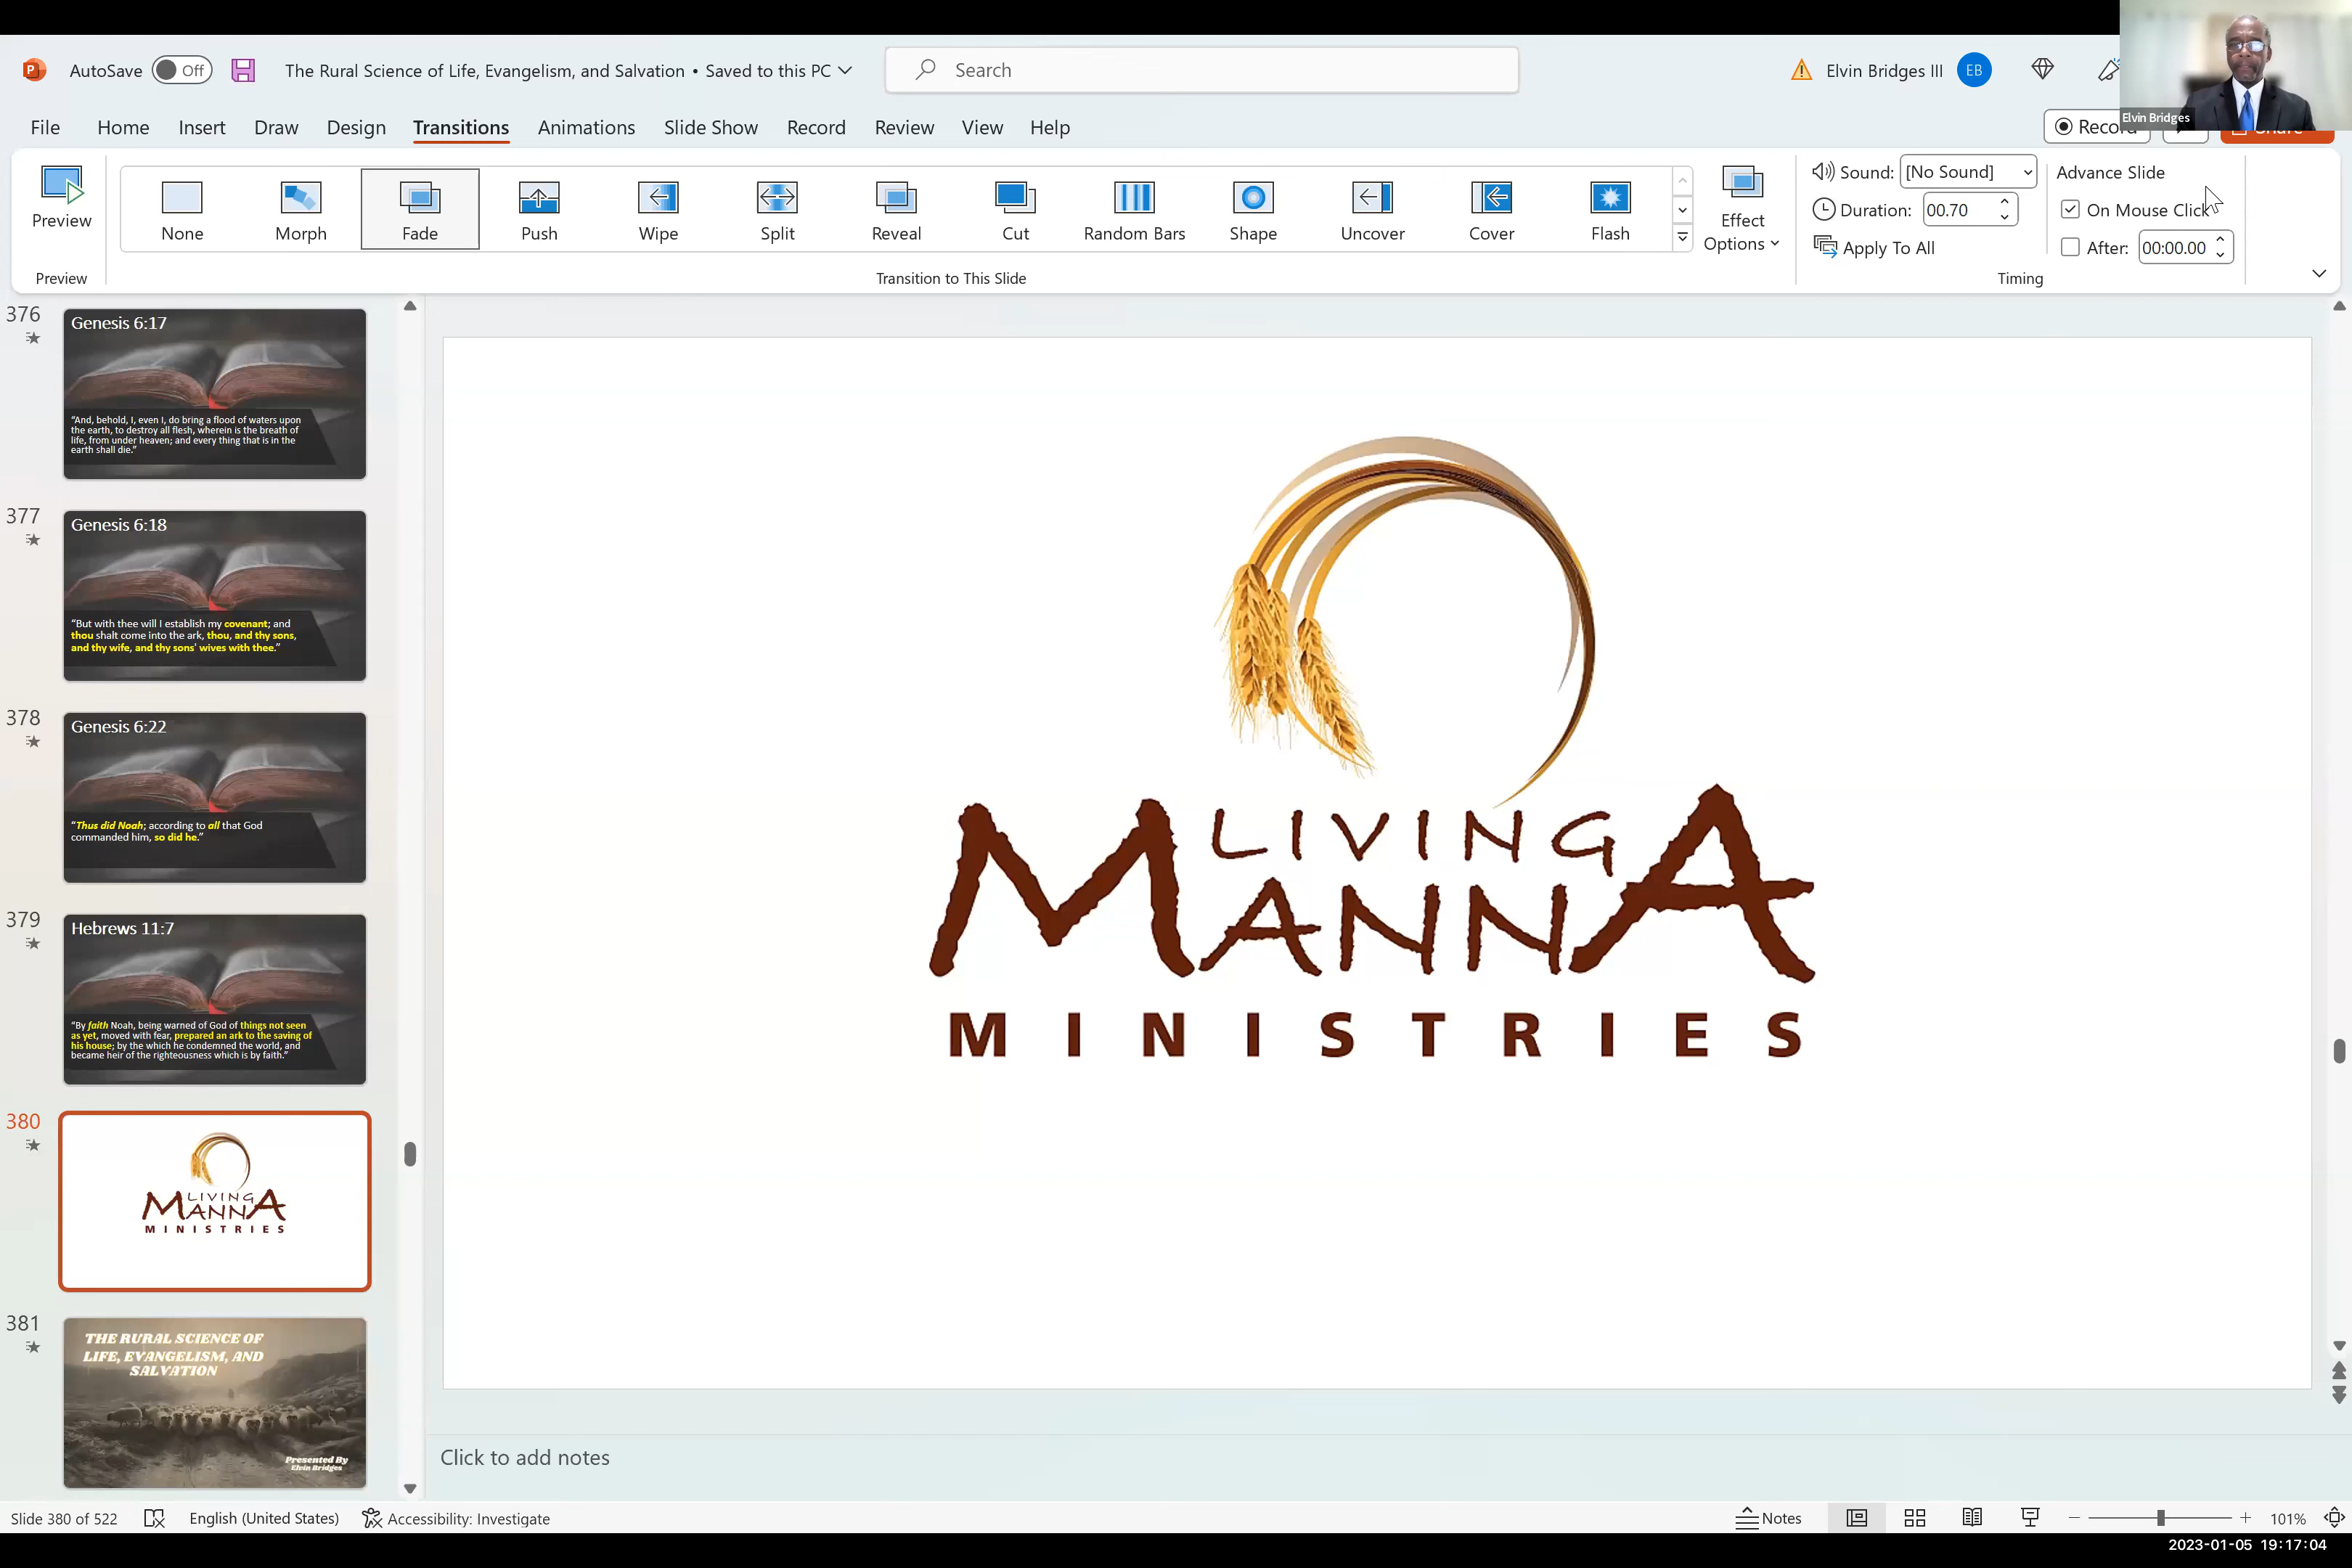 AutoSave Off The Rural Science of Life, Evangelism, and Salvation • Saved to this PC Search Elvin Bridges III EB
Elvin Bridges
File Home Insert Draw Design Transitions Animations Slide Show Record Review View Help Record
Preview None Morph Fade Push Wipe Split Reveal Cut Random Bars Shape Uncover Cover Flash Effect Options
Sound: [No Sound] Advance Slide
Duration: 00.70 On Mouse Click
Apply To All After: 00:00.00
Preview Transition to This Slide Timing
376
Genesis 6:17
“And, behold, I, even I, do bring a flood of waters upon
the earth, to destroy all flesh, wherein is the breath of
life, from under heaven; and every thing that is in the
earth shall die.”
377
Genesis 6:18
“But with thee will I establish my covenant; and
thou shalt come into the ark, thou, and thy sons,
and thy wife, and thy sons' wives with thee.”
378
Genesis 6:22
“Thus did Noah; according to all that God
commanded him, so did he.”
379
Hebrews 11:7
“By faith Noah, being warned of God of things not seen
as yet, moved with fear, prepared an ark to the saving of
his house; by the which he condemned the world, and
became heir of the righteousness which is by faith.”
380
LIVING
MANNA
MINISTRIES
381
THE RURAL SCIENCE OF
LIFE, EVANGELISM, AND
SALVATION
Presented By
Elvin Bridges
LIVING
MANNA
MINISTRIES
Click to add notes
Slide 380 of 522 English (United States) Accessibility: Investigate Notes 101%
2023-01-05 19:17:04